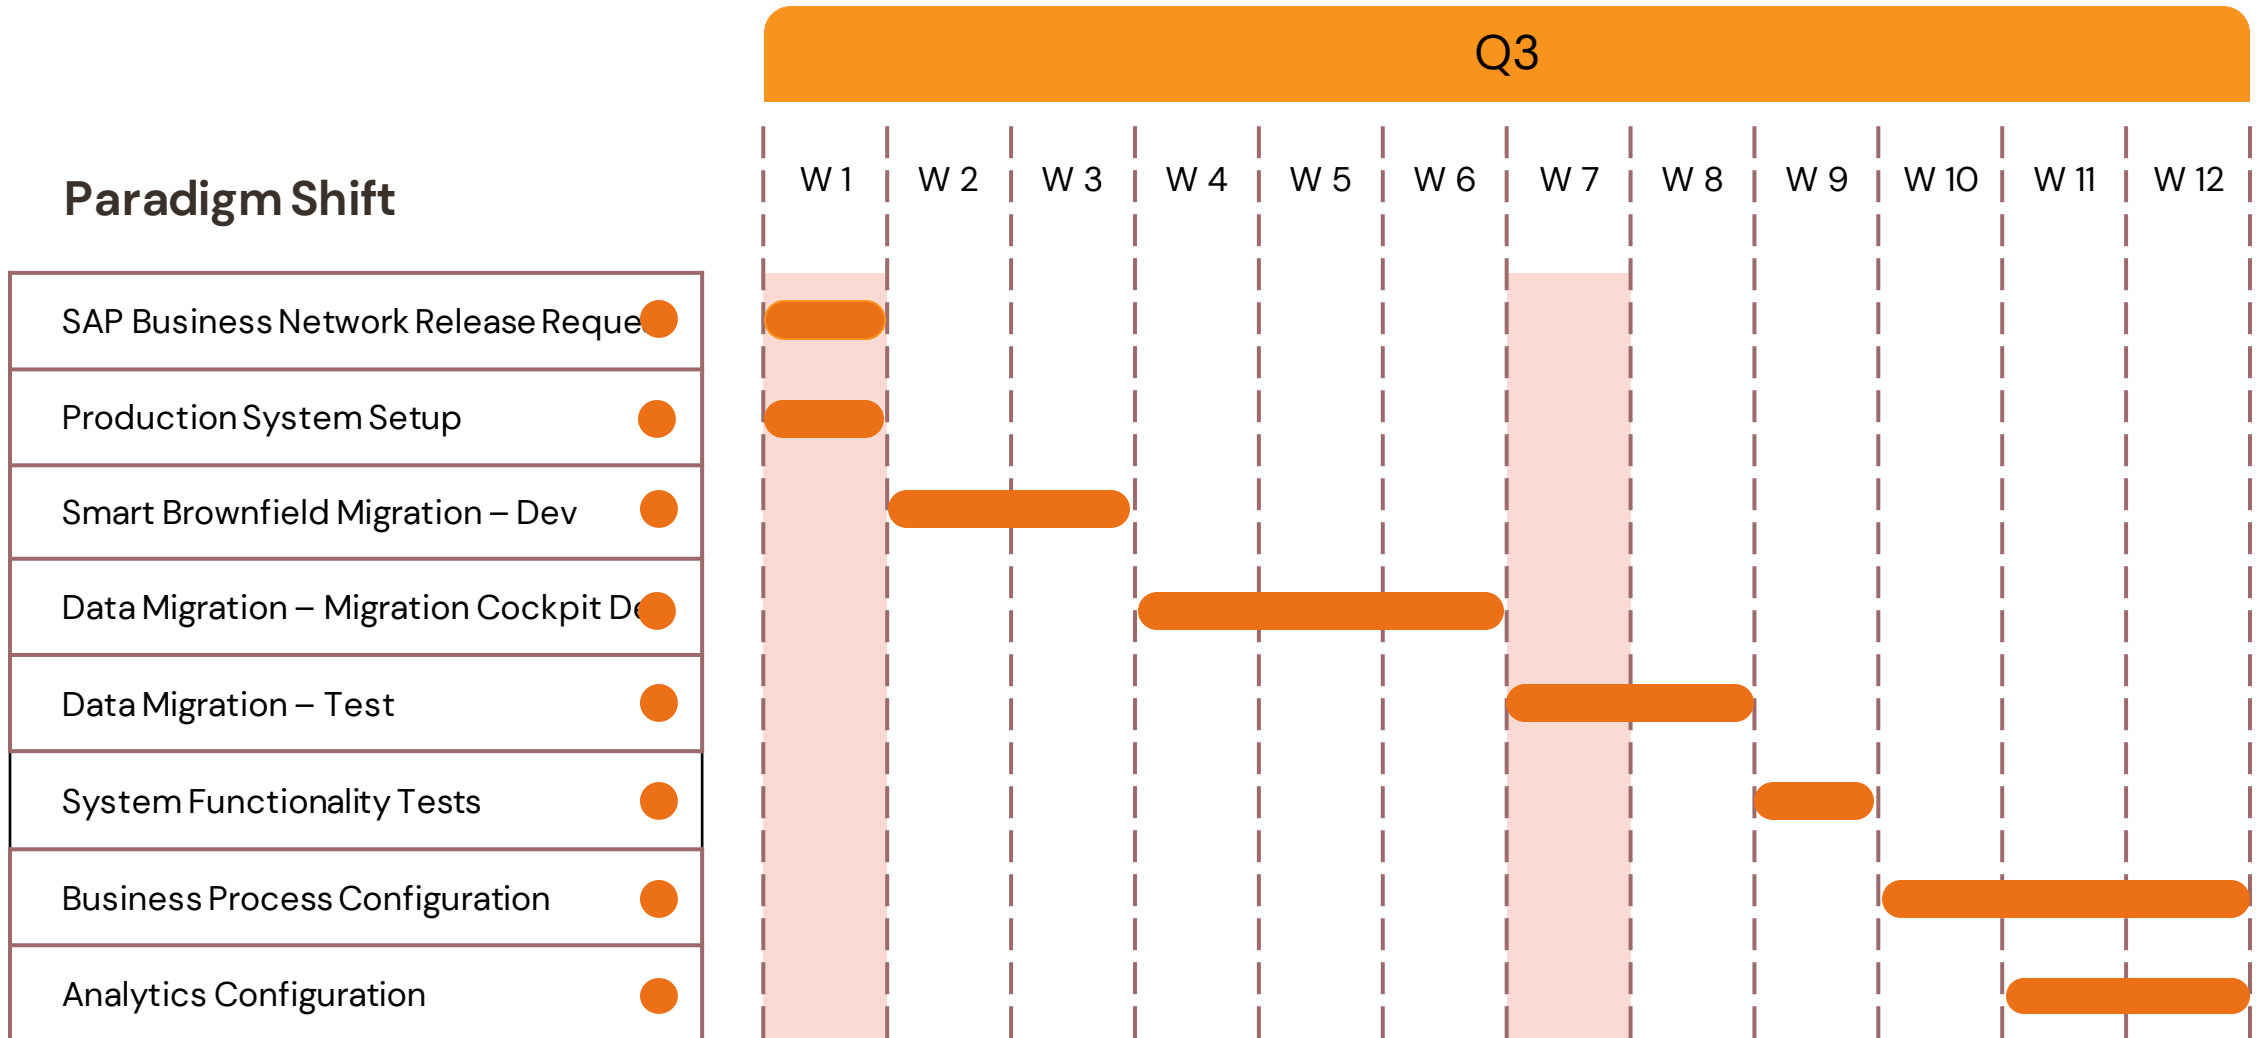 Q3
Paradigm Shift
W 1 W 2 W 3 W 4 W 5 W 6 W 7 W 8 W 9 W 10 W 11 W 12
SAP Business Network Release
Production System Setup
Smart Brownfield Migration – Dev
Data Migration – Migration Cockpit
Data Migration – Test
System Functionality Tests
Business Process Configuration
Analytics Configuration